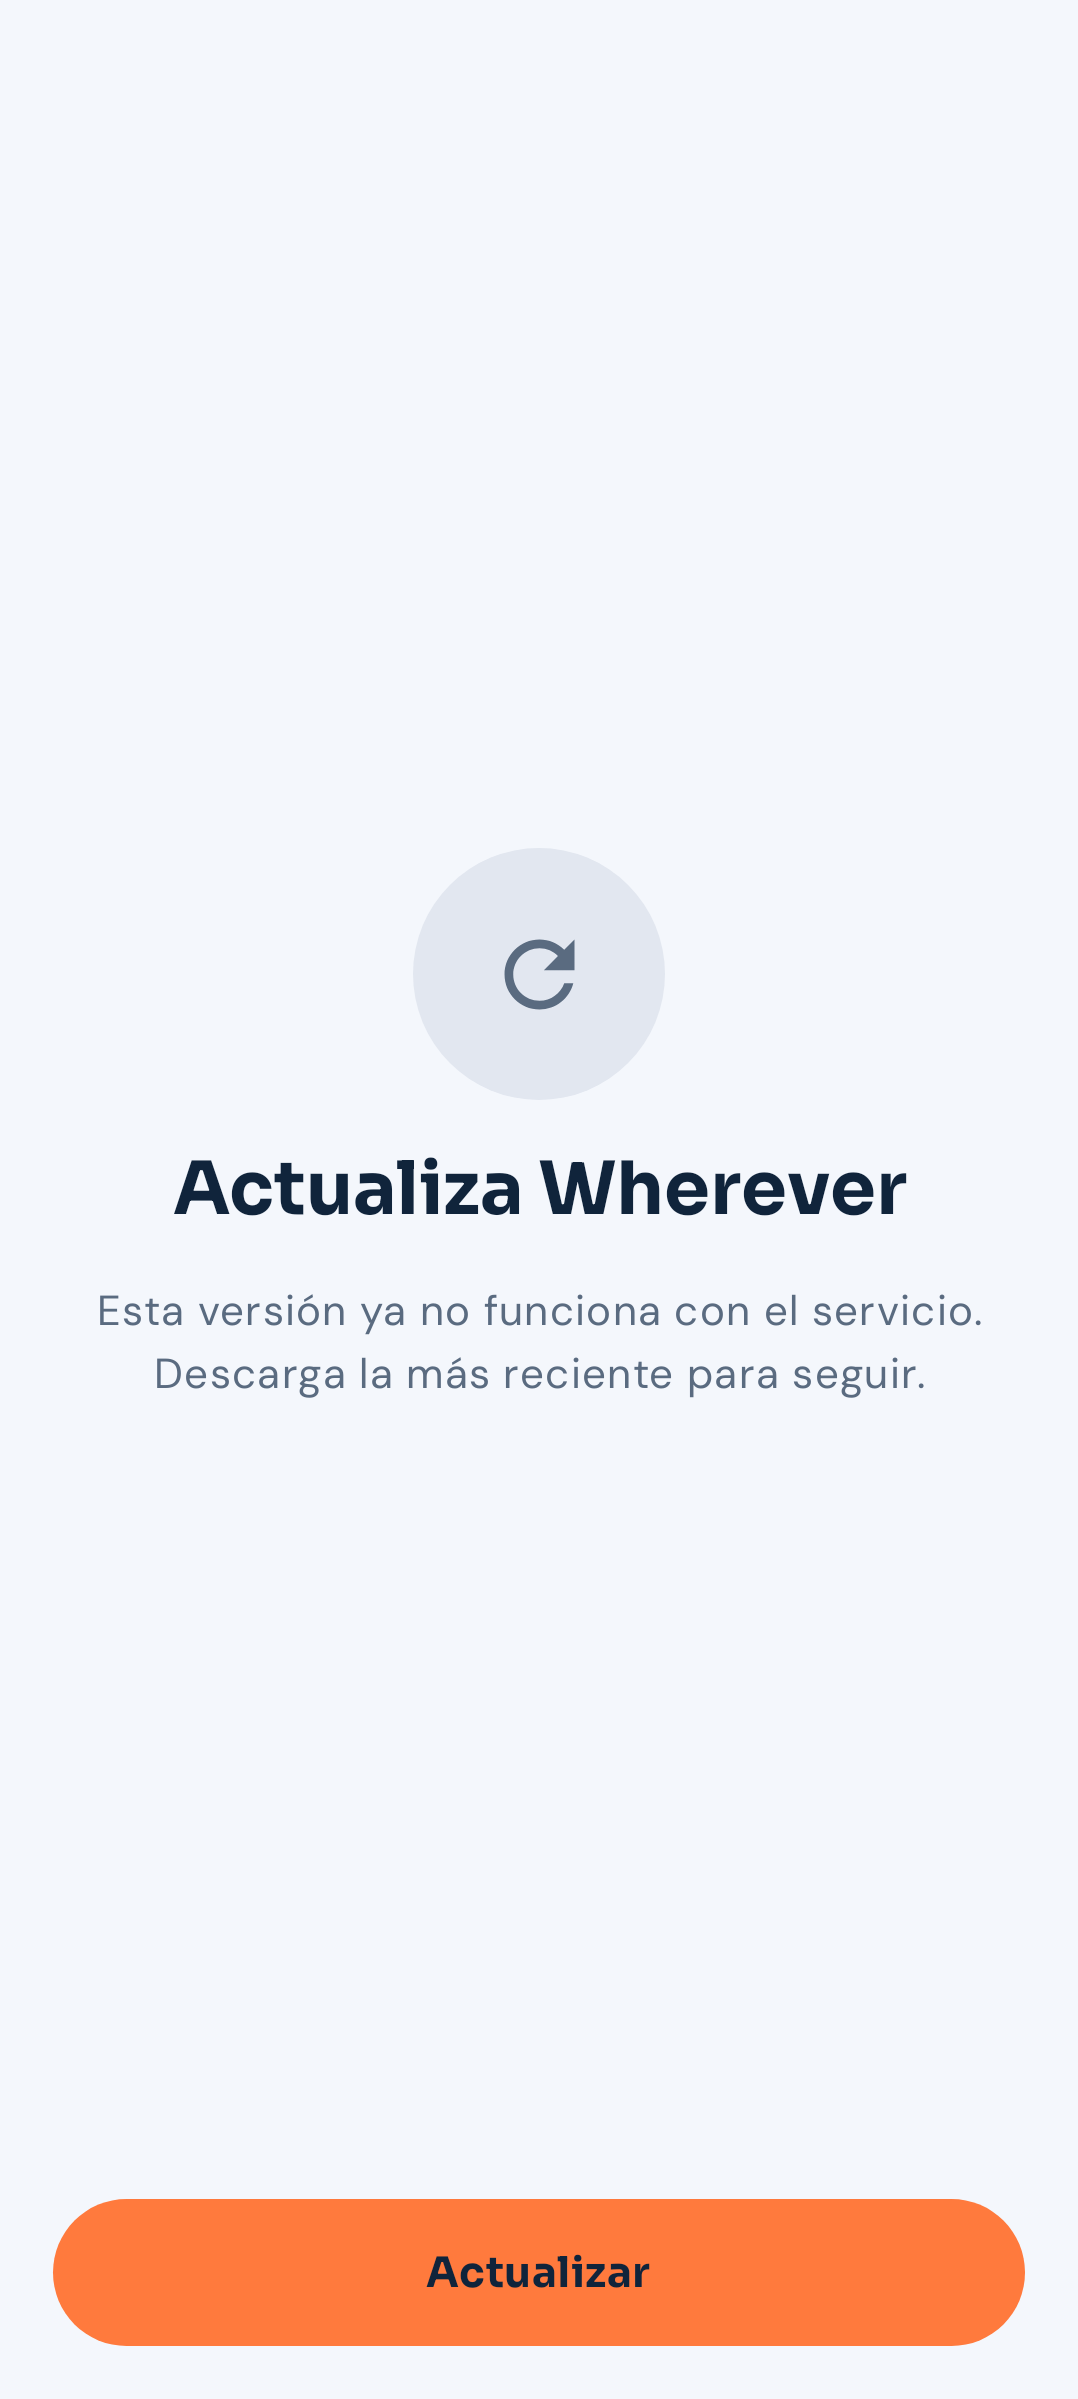 Actualiza Wherever
Esta versión ya no funciona con el servicio.
Descarga la más reciente para seguir.
Actualizar